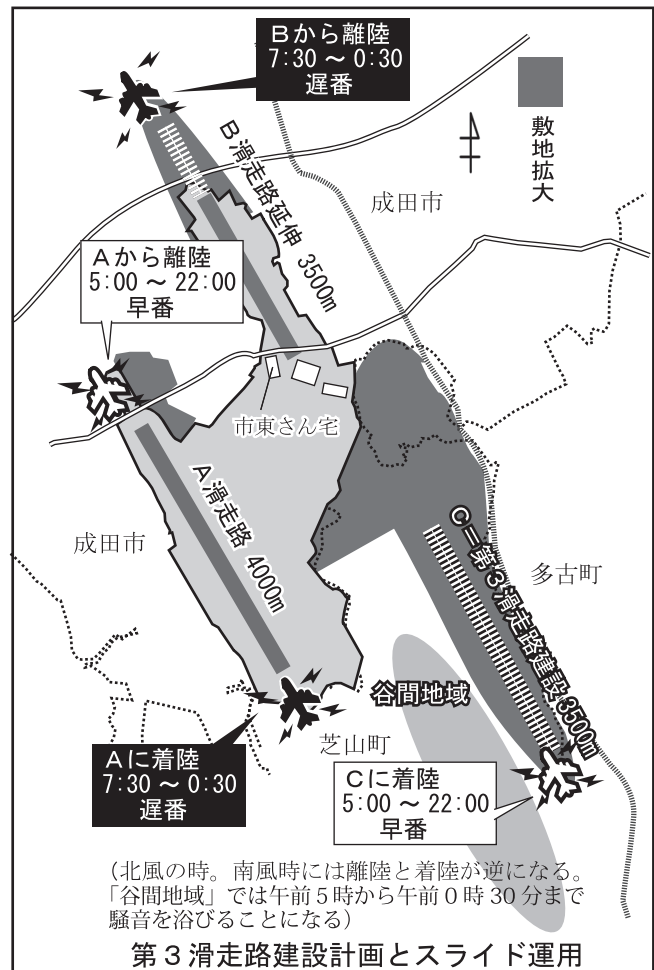 Bから離陸
7:30 ~ 0:30
遅番
敷地拡大
B滑走路延伸 3500m
成田市
Aから離陸
5:00 ~ 22:00
早番
市東さん宅
A滑走路 4000m
成田市
C=第3滑走路建設 3500m
多古町
谷間地域
芝山町
Aに着陸
7:30 ~ 0:30
遅番
Cに着陸
5:00 ~ 22:00
早番
(北風の時。南風時には離陸と着陸が逆になる。
「谷間地域」では午前5時から午前0時30分まで
騒音を浴びることになる)
第3滑走路建設計画とスライド運用